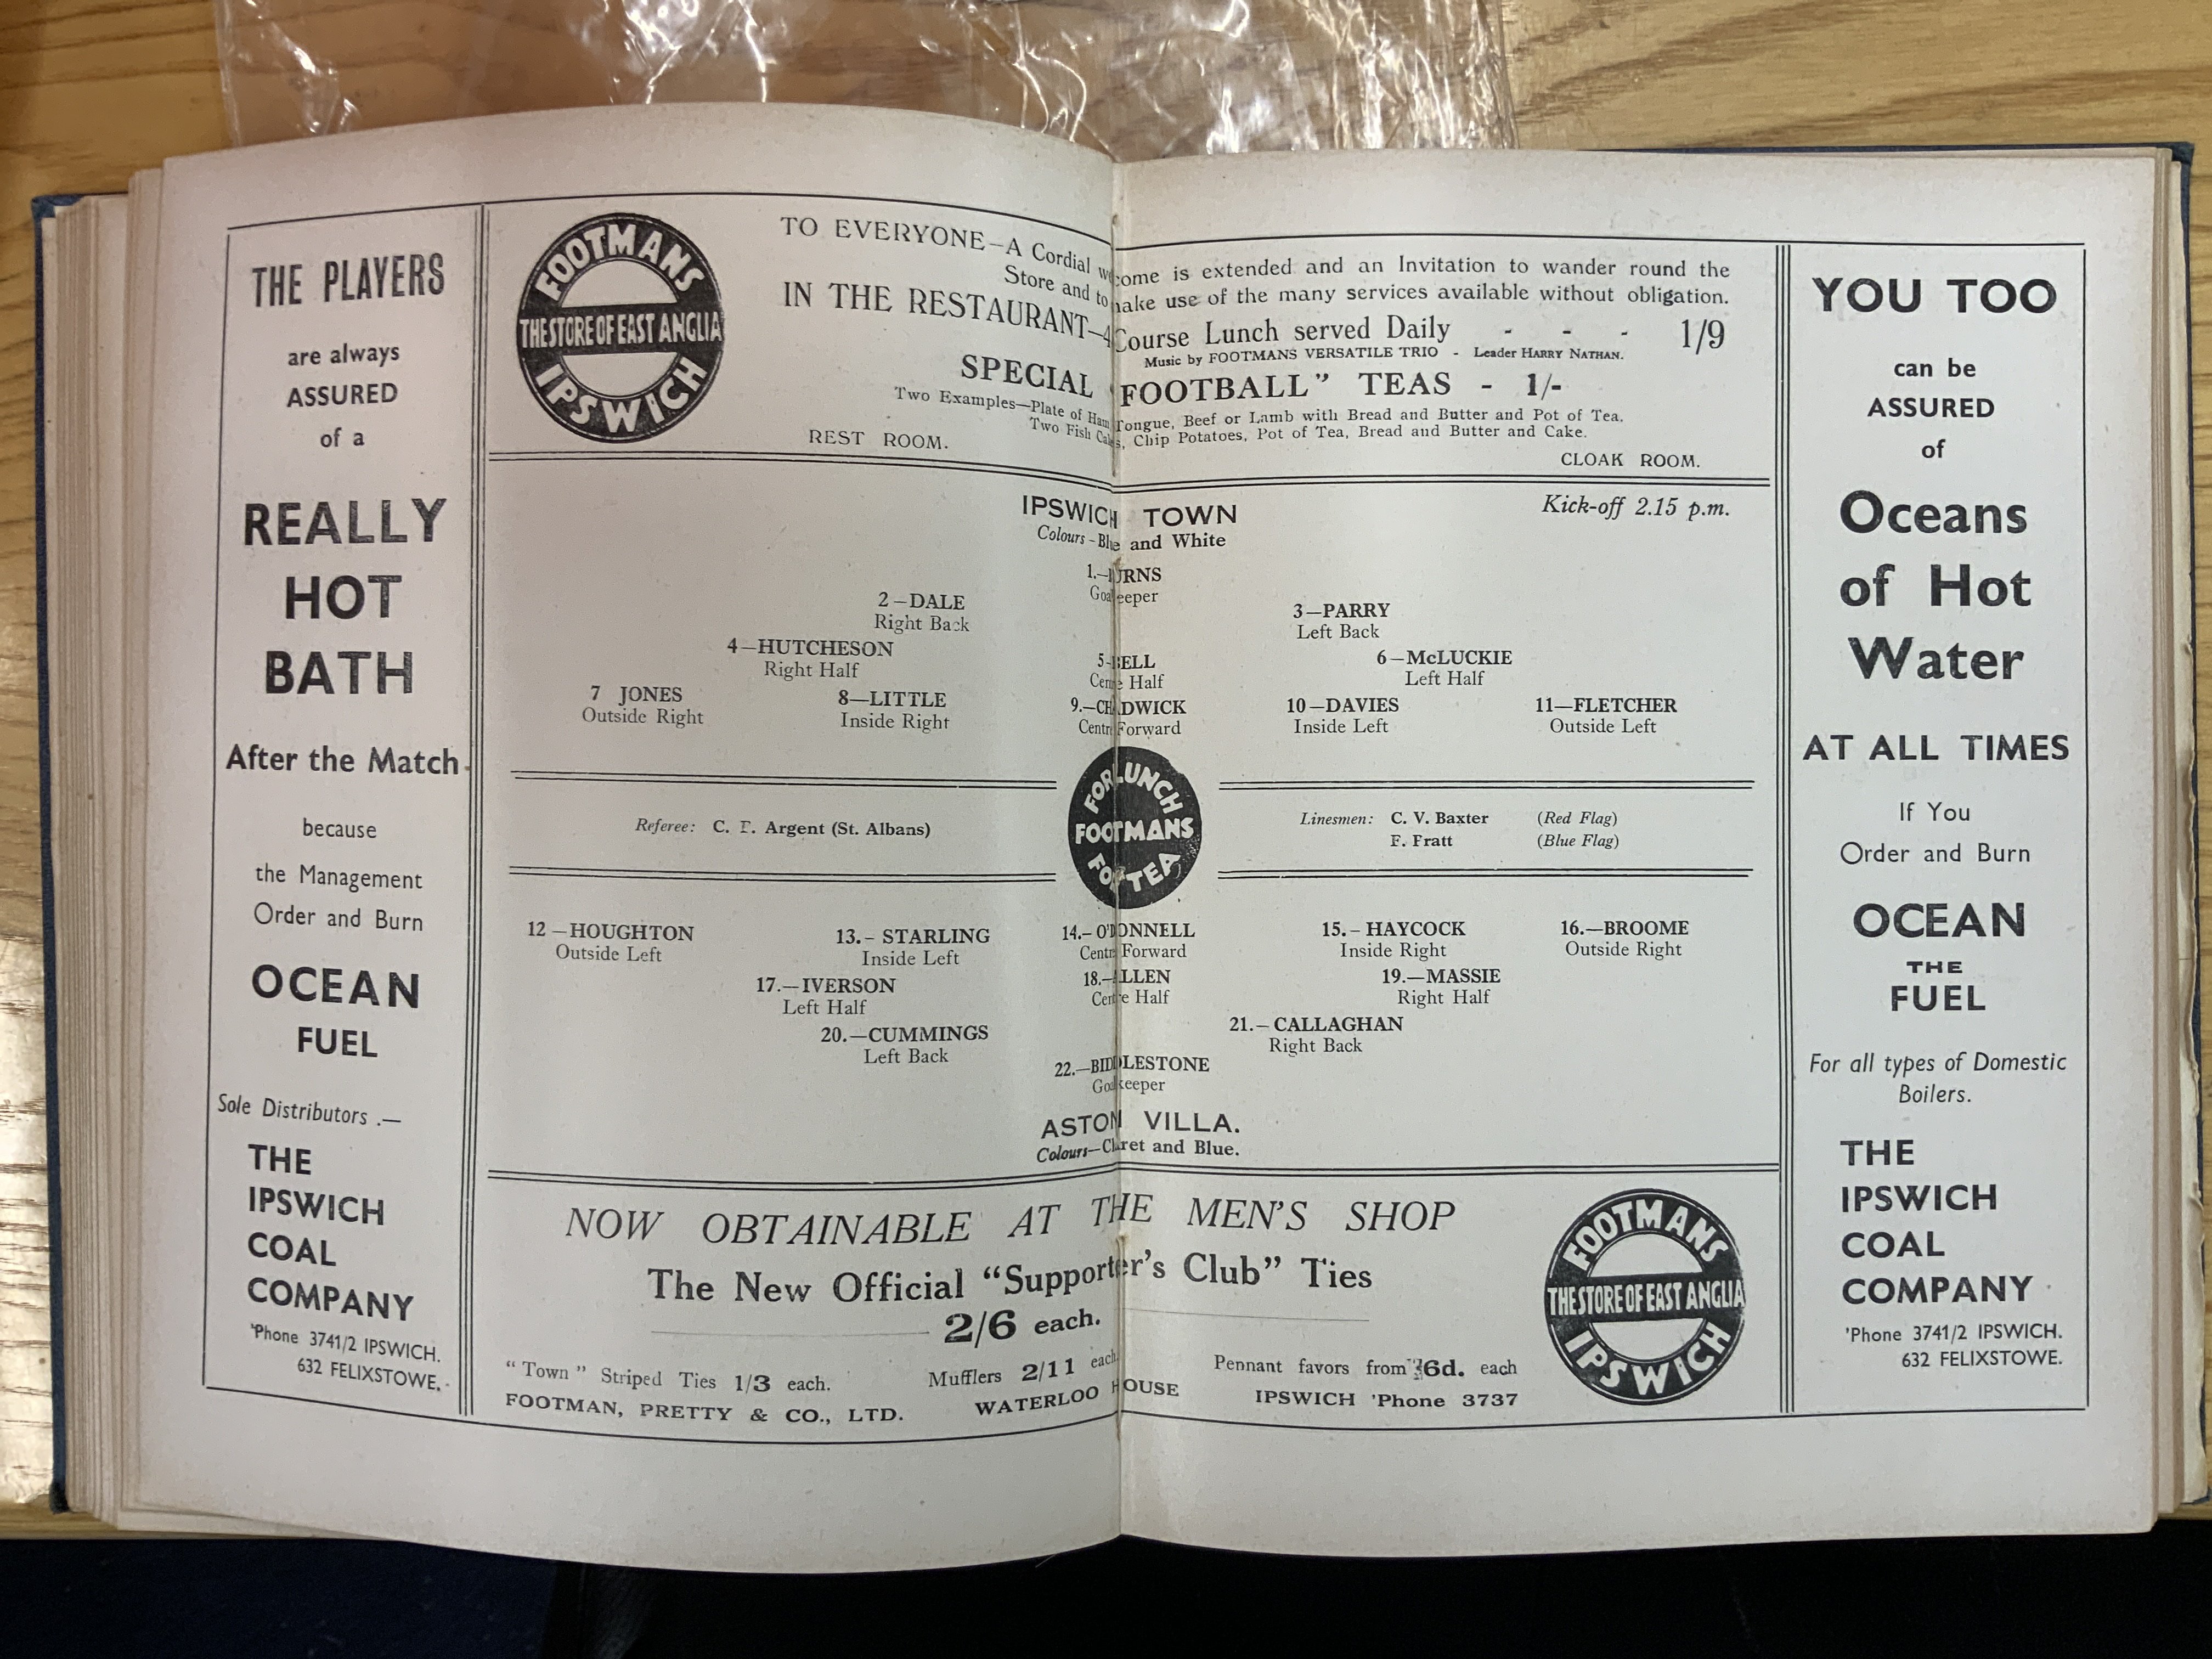 THE PLAYERS
are always
ASSURED
of a
REALLY
HOT
BATH
After the Match
because
the Management
Order and Burn
OCEAN
FUEL
Sole Distributors .—
THE
IPSWICH
COAL
COMPANY
'Phone 3741/2 IPSWICH.
632 FELIXSTOWE.
FOOTMANS
THE STORE OF EAST ANGLIA
IPSWICH
TO EVERYONE—A Cordial welcome is extended and an Invitation to wander round the
Store and to make use of the many services available without obligation.
IN THE RESTAURANT—4 Course Lunch served Daily - - - 1/9
Music by FOOTMANS VERSATILE TRIO - Leader HARRY NATHAN.
SPECIAL "FOOTBALL" TEAS - 1/-
Two Examples—Plate of Ham, Tongue, Beef or Lamb with Bread and Butter and Pot of Tea.
Two Fish Cakes, Chip Potatoes, Pot of Tea, Bread and Butter and Cake.
REST ROOM. CLOAK ROOM.
IPSWICH TOWN Kick-off 2.15 p.m.
Colours - Blue and White
1.—BURNS
Goalkeeper
2—DALE 3—PARRY
Right Back Left Back
4—HUTCHESON 5—BELL 6—McLUCKIE
Right Half Centre Half Left Half
7 JONES 8—LITTLE 9.—CHADWICK 10—DAVIES 11—FLETCHER
Outside Right Inside Right Centre Forward Inside Left Outside Left
FOR LUNCH
FOOTMANS
FOR TEA
Referee: C. Argent (St. Albans) Linesmen: C. V. Baxter (Red Flag)
F. Fratt (Blue Flag)
12—HOUGHTON 13.- STARLING 14.- O'DONNELL 15.- HAYCOCK 16.—BROOME
Outside Left Inside Left Centre Forward Inside Right Outside Right
17.—IVERSON 18.—ALLEN 19.—MASSIE
Left Half Centre Half Right Half
20.—CUMMINGS 21.—CALLAGHAN
Left Back Right Back
22.—BIDDLESTONE
Goalkeeper
ASTON VILLA.
Colours—Claret and Blue.
NOW OBTAINABLE AT THE MEN'S SHOP
The New Official "Supporter's Club" Ties
2/6 each.
"Town" Striped Ties 1/3 each. Mufflers 2/11 each Pennant favors from 6d. each
FOOTMAN, PRETTY & CO., LTD. WATERLOO HOUSE IPSWICH 'Phone 3737
FOOTMANS
THE STORE OF EAST ANGLIA
IPSWICH
YOU TOO
can be
ASSURED
of
Oceans
of Hot
Water
AT ALL TIMES
If You
Order and Burn
OCEAN
THE
FUEL
For all types of Domestic
Boilers.
THE
IPSWICH
COAL
COMPANY
'Phone 3741/2 IPSWICH.
632 FELIXSTOWE.